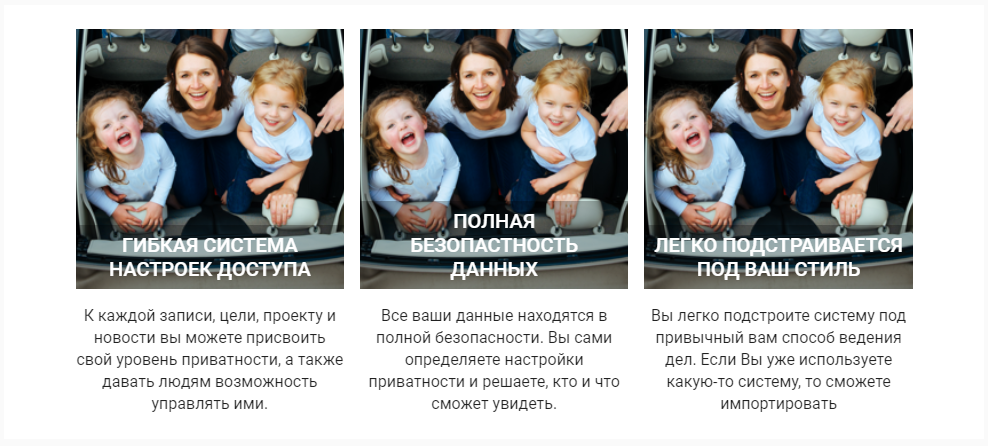 ГИБКАЯ СИСТЕМА
НАСТРОЕК ДОСТУПА
К каждой записи, цели, проекту и
новости вы можете присвоить
свой уровень приватности, а также
давать людям возможность
управлять ими.
ПОЛНАЯ
БЕЗОПАСТНОСТЬ
ДАННЫХ
Все ваши данные находятся в
полной безопасности. Вы сами
определяете настройки
приватности и решаете, кто и что
сможет увидеть.
ЛЕГКО ПОДСТРАИВАЕТСЯ
ПОД ВАШ СТИЛЬ
Вы легко подстроите систему под
привычный вам способ ведения
дел. Если Вы уже используете
какую-то систему, то сможете
импортировать